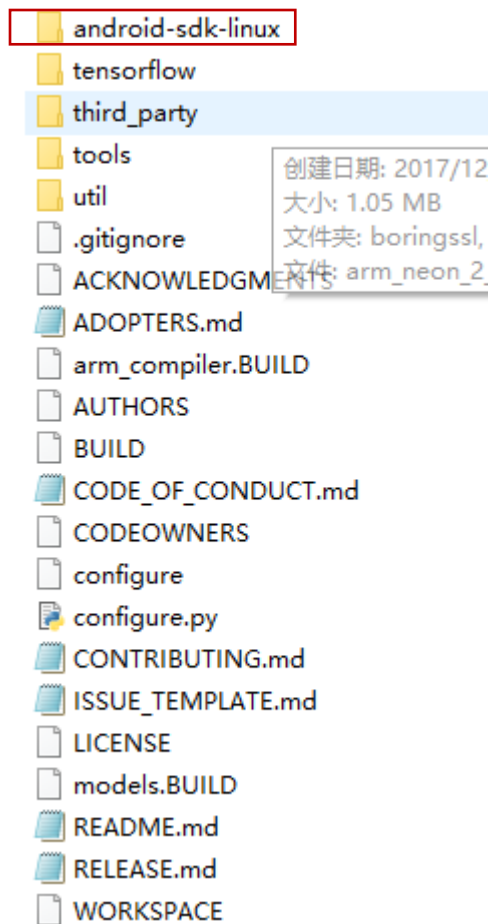 android-sdk-linux
tensorflow
third_party
tools
util
.gitignore
ACKNOWLEDGMENTS
ADOPTERS.md
arm_compiler.BUILD
AUTHORS
BUILD
CODE_OF_CONDUCT.md
CODEOWNERS
configure
configure.py
CONTRIBUTING.md
ISSUE_TEMPLATE.md
LICENSE
models.BUILD
README.md
RELEASE.md
WORKSPACE
创建日期: 2017/12
大小: 1.05 MB
文件夹: boringssl,
文件: arm_neon_2_